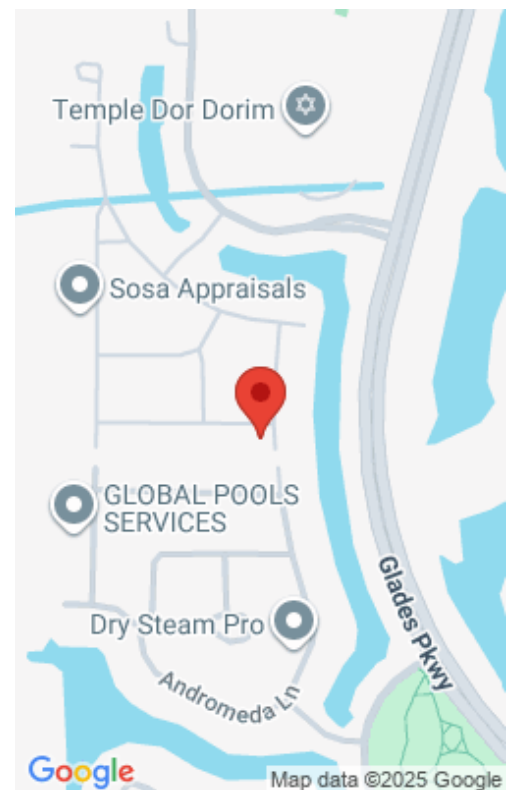 Temple Dor Dorim
Sosa Appraisals
GLOBAL POOLS
SERVICES
Glades Pkwy
Dry Steam Pro
Andromeda Ln
Google
Map data ©2025 Google